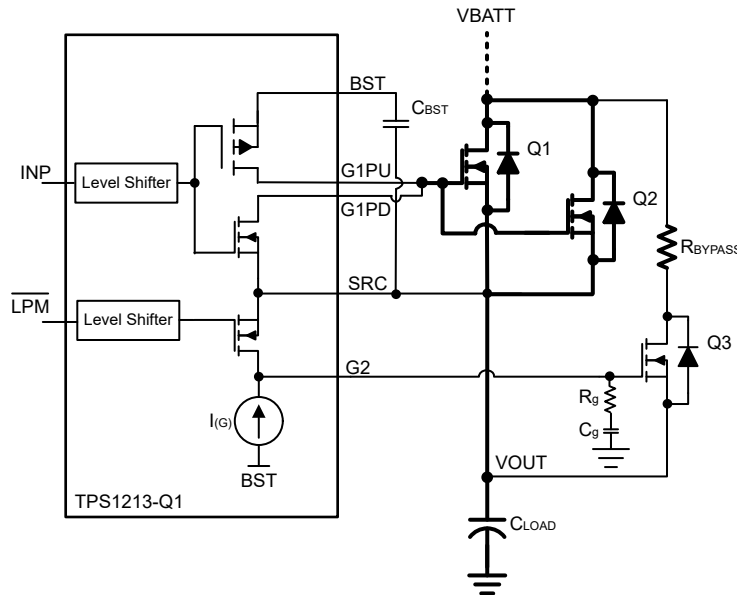 VBATT
BST
CBST
INP
Level Shifter
G1PU
G1PD
Q1
Q2
RBYPASS
SRC
LPM
Level Shifter
G2
Q3
Rg
Cg
I(G)
BST
VOUT
TPS1213-Q1
CLOAD